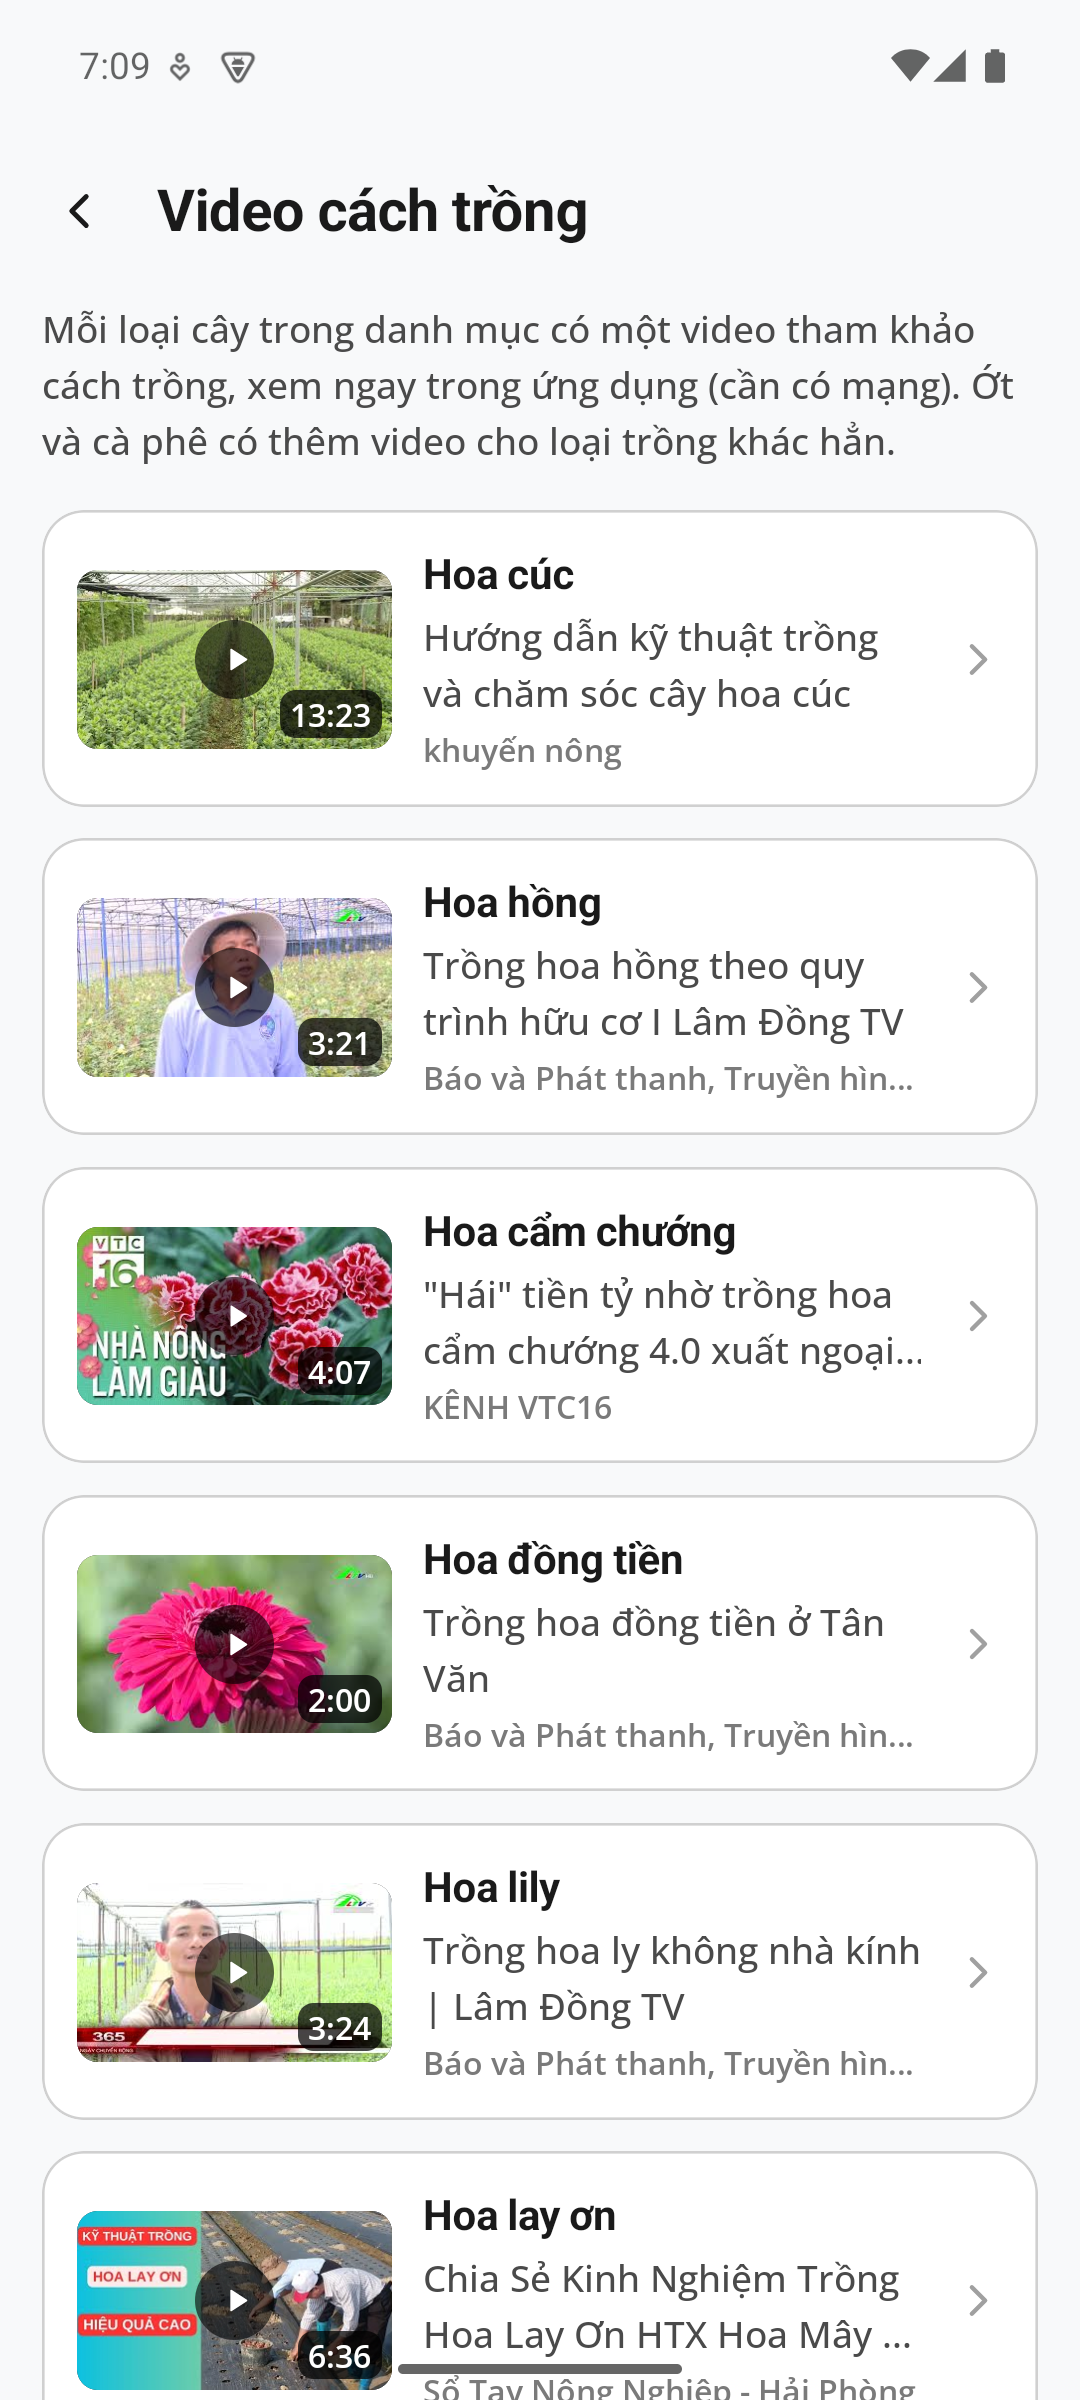 7:09
Video cách trồng
Mỗi loại cây trong danh mục có một video tham khảo
cách trồng, xem ngay trong ứng dụng (cần có mạng). Ớt
và cà phê có thêm video cho loại trồng khác hẳn.
Hoa cúc
Hướng dẫn kỹ thuật trồng
và chăm sóc cây hoa cúc
khuyến nông
13:23
Hoa hồng
Trồng hoa hồng theo quy
trình hữu cơ I Lâm Đồng TV
Báo và Phát thanh, Truyền hìn...
3:21
Hoa cẩm chướng
"Hái" tiền tỷ nhờ trồng hoa
cẩm chướng 4.0 xuất ngoại...
KÊNH VTC16
VTC
16
NHÀ NÔNG
LÀM GIÀU
4:07
Hoa đồng tiền
Trồng hoa đồng tiền ở Tân
Văn
Báo và Phát thanh, Truyền hìn...
2:00
Hoa lily
Trồng hoa ly không nhà kính
| Lâm Đồng TV
Báo và Phát thanh, Truyền hìn...
365
NGÀY CHUYỂN ĐỘNG
3:24
Hoa lay ơn
Chia Sẻ Kinh Nghiệm Trồng
Hoa Lay Ơn HTX Hoa Mây ...
Sổ Tay Nông Nghiệp - Hải Phòng
KỸ THUẬT TRỒNG
HOA LAY ƠN
HIỆU QUẢ CAO
6:36